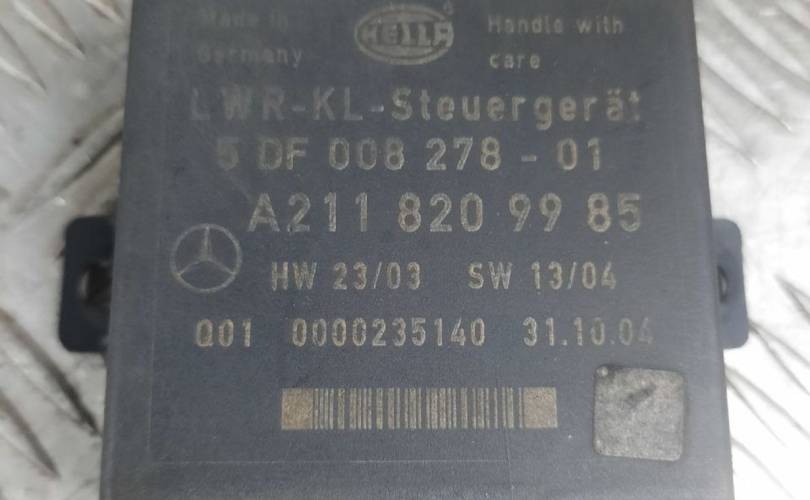 Made in Germany
HELLA
Handle with care
LWR-KL-Steuergerät
5 DF 008 278 - 01
A211 820 99 85
HW 23/03 SW 13/04
Q01 0000235140 31.10.04